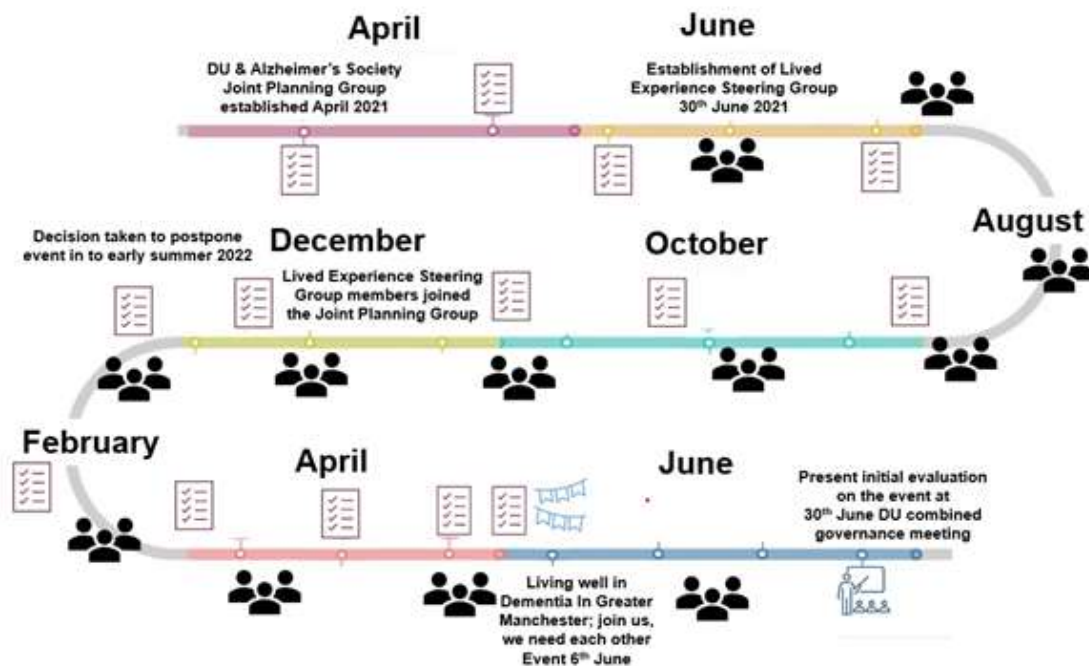 April
June
DU & Alzheimer's Society
Joint Planning Group
established April 2021
Establishment of Lived
Experience Steering Group
30th June 2021
August
Decision taken to postpone
event in to early summer 2022
December
October
Lived Experience Steering
Group members joined
the Joint Planning Group
February
April
June
Present initial evaluation
on the event at
30th June DU combined
governance meeting
Living well in
Dementia In Greater
Manchester; join us,
we need each other
Event 6th June